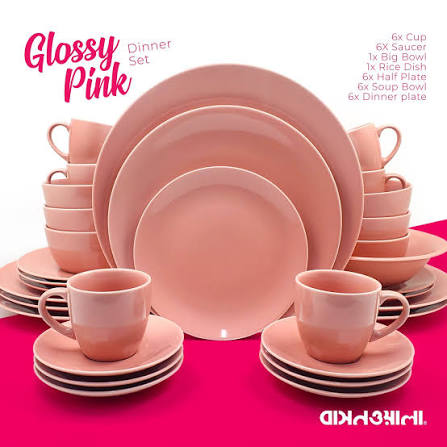 Glossy
Pink
Dinner
Set
6x Cup
6X Saucer
1x Big Bowl
1x Rice Dish
6x Half Plate
6x Soup Bowl
6x Dinner plate